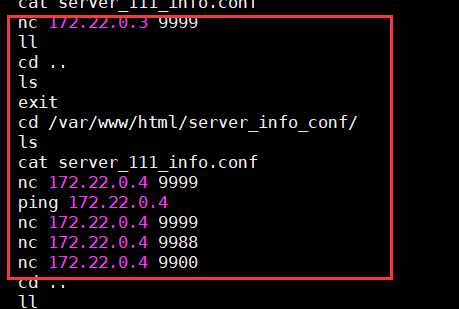 cat server_111_info.conf
nc 172.22.0.3 9999
ll
cd ..
ls
exit
cd /var/www/html/server_info_conf/
ls
cat server_111_info.conf
nc 172.22.0.4 9999
ping 172.22.0.4
nc 172.22.0.4 9999
nc 172.22.0.4 9988
nc 172.22.0.4 9900
cd ..
ll